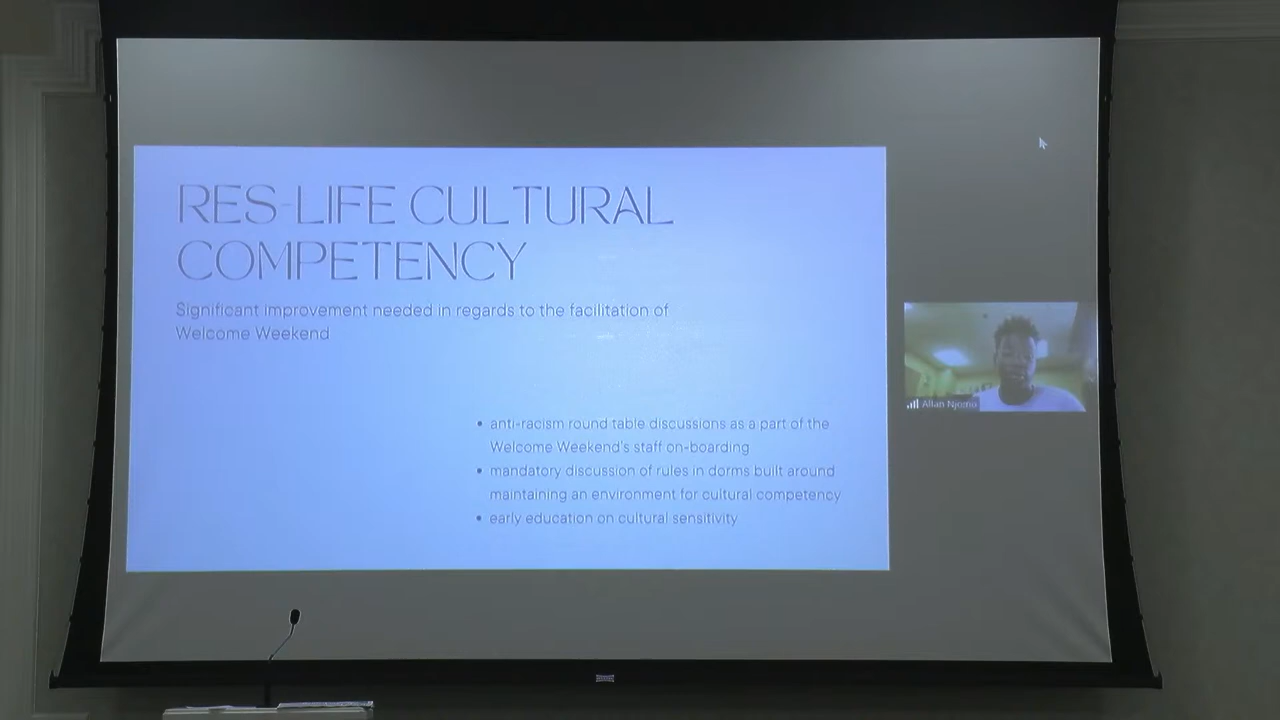 RES-LIFE CULTURAL
COMPETENCY
Significant improvement needed in regards to the facilitation of
Welcome Weekend
• anti-racism round table discussions as a part of the
Welcome Weekend's staff on-boarding
• mandatory discussion of rules in dorms built around
maintaining an environment for cultural competency
• early education on cultural sensitivity
Allan Njomo